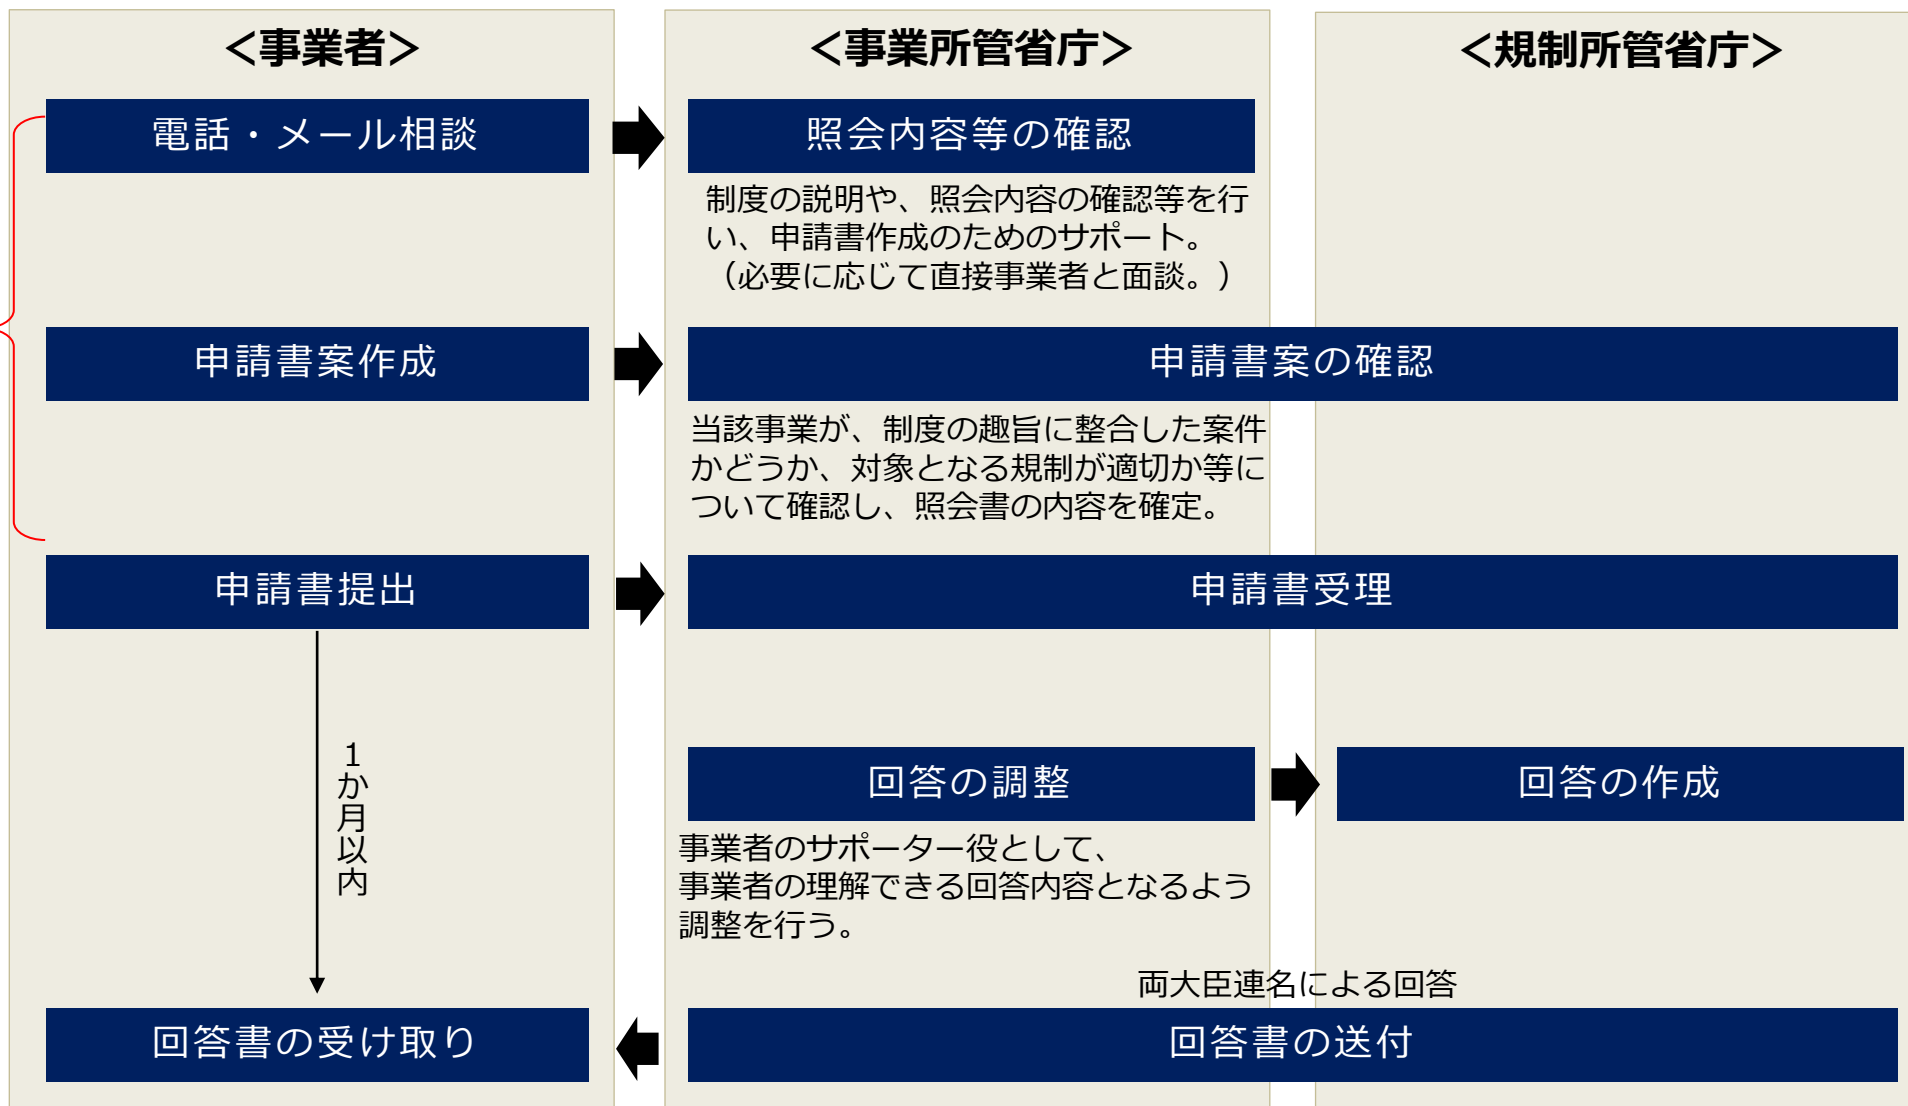 ＜事業者＞
＜事業所管省庁＞
＜規制所管省庁＞
電話・メール相談
照会内容等の確認
制度の説明や、照会内容の確認等を行
い、申請書作成のためのサポート。
（必要に応じて直接事業者と面談。）
申請書案作成
申請書案の確認
当該事業が、制度の趣旨に整合した案件
かどうか、対象となる規制が適切か等に
ついて確認し、照会書の内容を確定。
申請書提出
申請書受理
1か月以内
回答の調整
回答の作成
事業者のサポーター役として、
事業者の理解できる回答内容となるよう
調整を行う。
両大臣連名による回答
回答書の受け取り
回答書の送付